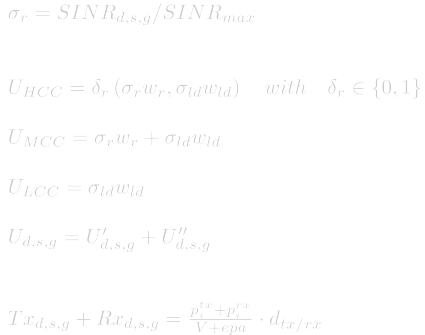 σ_r = SINR_{d,s,g}/SINR_{max}
U_{HCC} = δ_r (σ_r w_r, σ_{ld} w_{ld}) with δ_r ∈ {0, 1}
U_{MCC} = σ_r w_r + σ_{ld} w_{ld}
U_{LCC} = σ_{ld} w_{ld}
U_{d,s,g} = U'_{d,s,g} + U''_{d,s,g}
Tx_{d,s,g} + Rx_{d,s,g} = \frac{p_i^{tx} + p_i^{rx}}{V + epa} · d_{tx/rx}